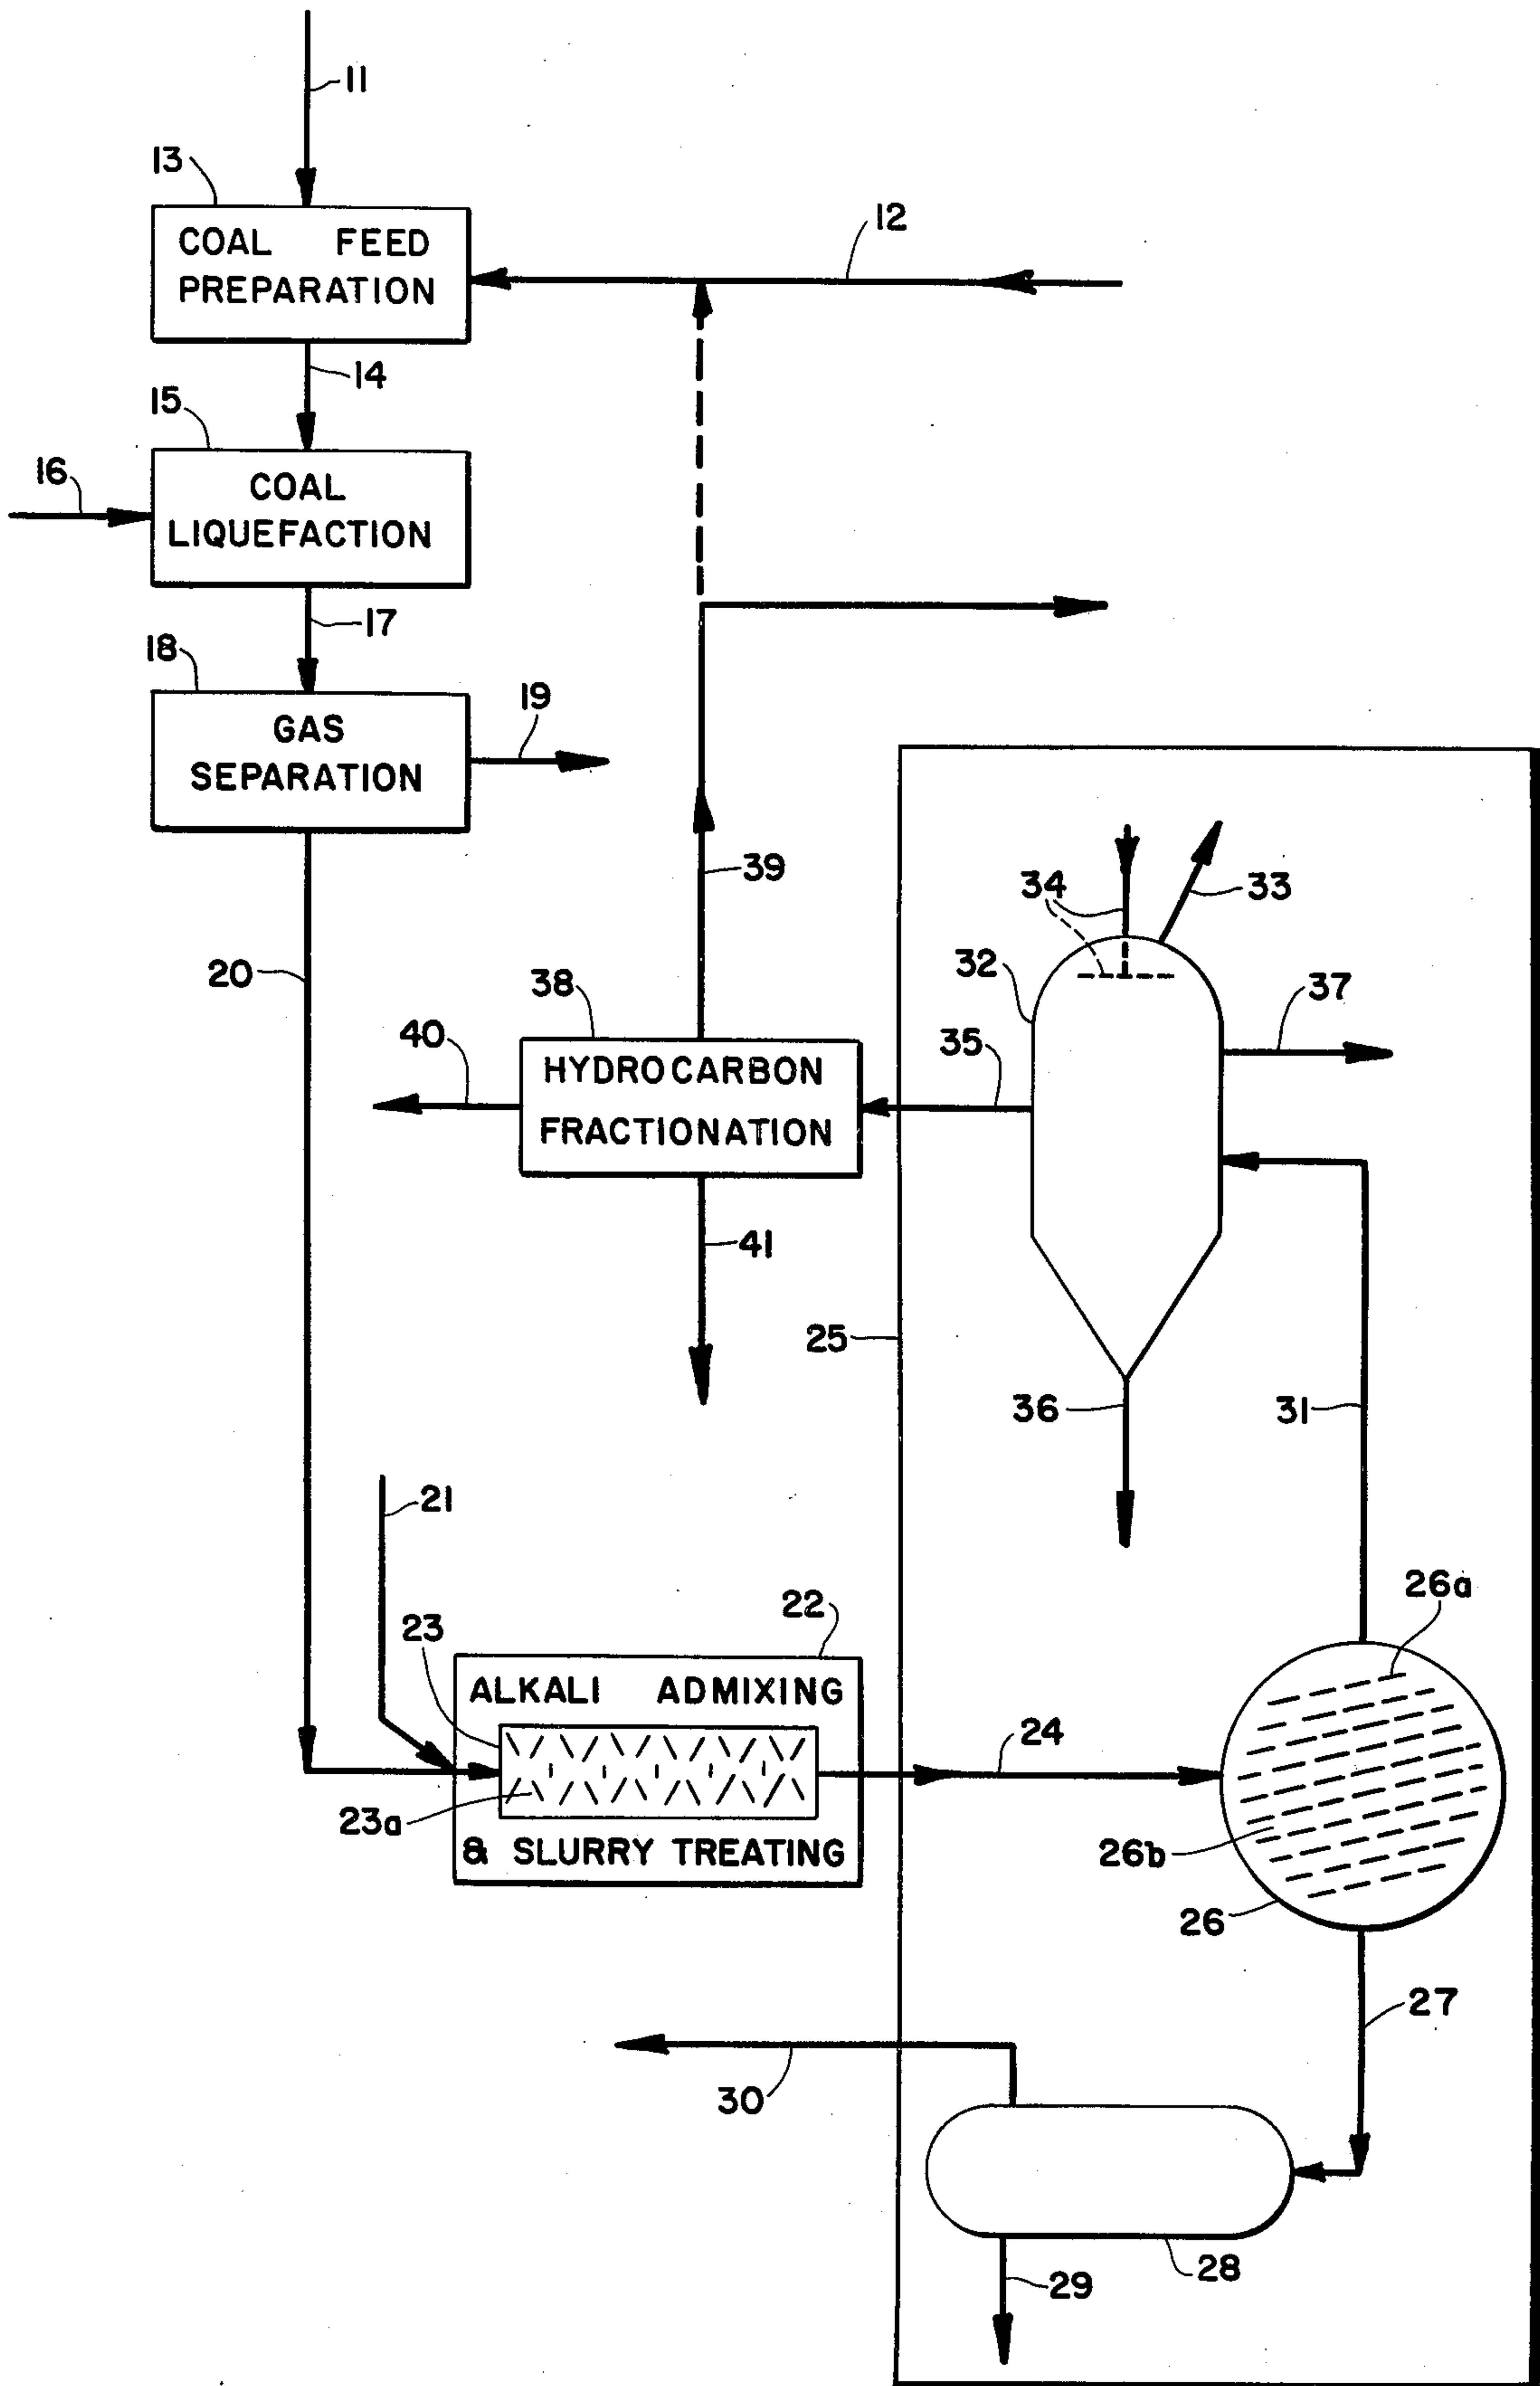 11
13
COAL FEED
PREPARATION
12
14
15
16
COAL
LIQUEFACTION
17
18
GAS
SEPARATION
19
20
39
34
33
32
38
37
40
35
HYDROCARBON
FRACTIONATION
41
25
36
31
21
26a
22
23
ALKALI ADMIXING
24
23a
& SLURRY TREATING
26b
26
27
30
28
29